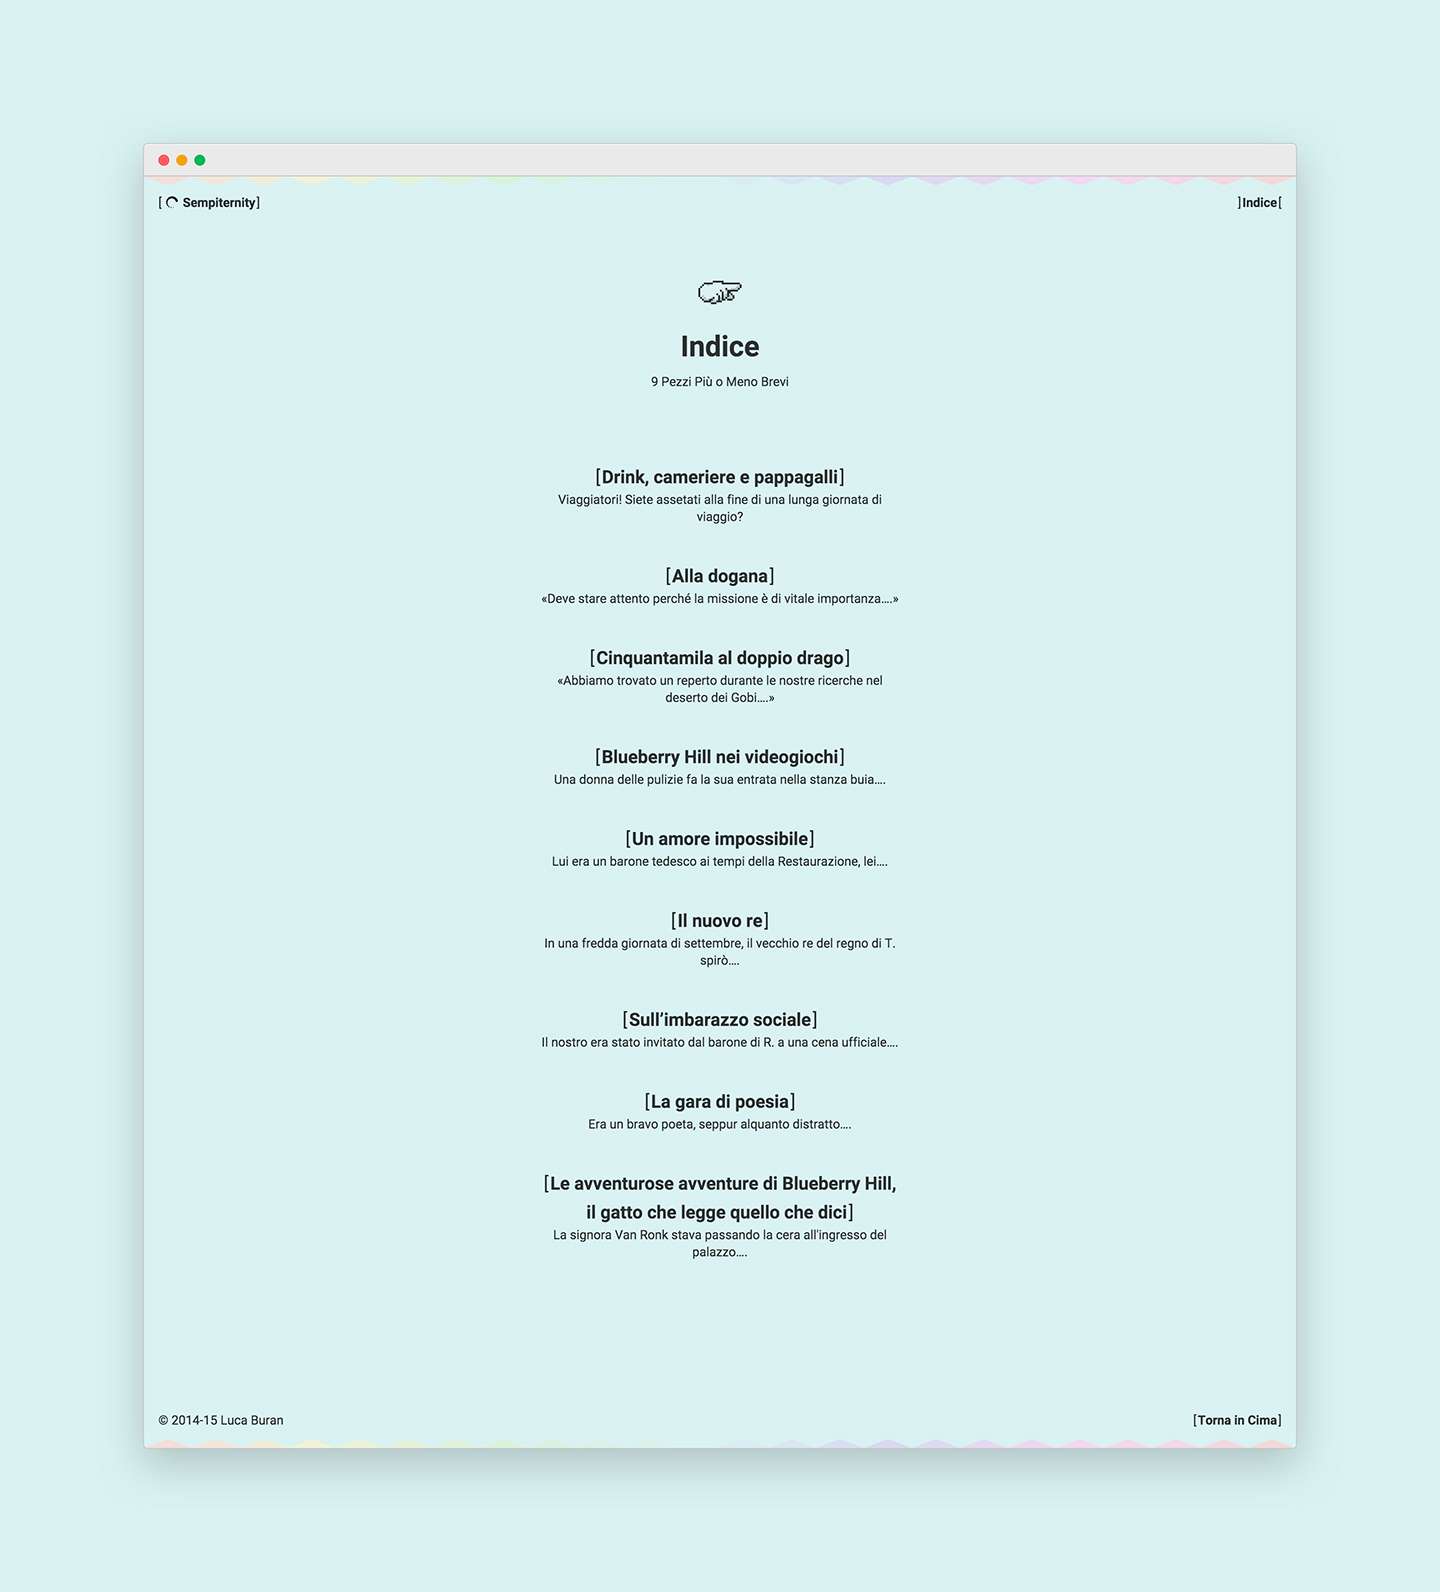 [ Sempiternity]
]Indice[
Indice
9 Pezzi Più o Meno Brevi
[Drink, cameriere e pappagalli]
Viaggiatori! Siete assetati alla fine di una lunga giornata di
viaggio?
[Alla dogana]
«Deve stare attento perché la missione è di vitale importanza….»
[Cinquantamila al doppio drago]
«Abbiamo trovato un reperto durante le nostre ricerche nel
deserto dei Gobi….»
[Blueberry Hill nei videogiochi]
Una donna delle pulizie fa la sua entrata nella stanza buia….
[Un amore impossibile]
Lui era un barone tedesco ai tempi della Restaurazione, lei….
[Il nuovo re]
In una fredda giornata di settembre, il vecchio re del regno di T.
spirò….
[Sull’imbarazzo sociale]
Il nostro era stato invitato dal barone di R. a una cena ufficiale….
[La gara di poesia]
Era un bravo poeta, seppur alquanto distratto….
[Le avventurose avventure di Blueberry Hill,
il gatto che legge quello che dici]
La signora Van Ronk stava passando la cera all'ingresso del
palazzo….
© 2014-15 Luca Buran
[Torna in Cima]